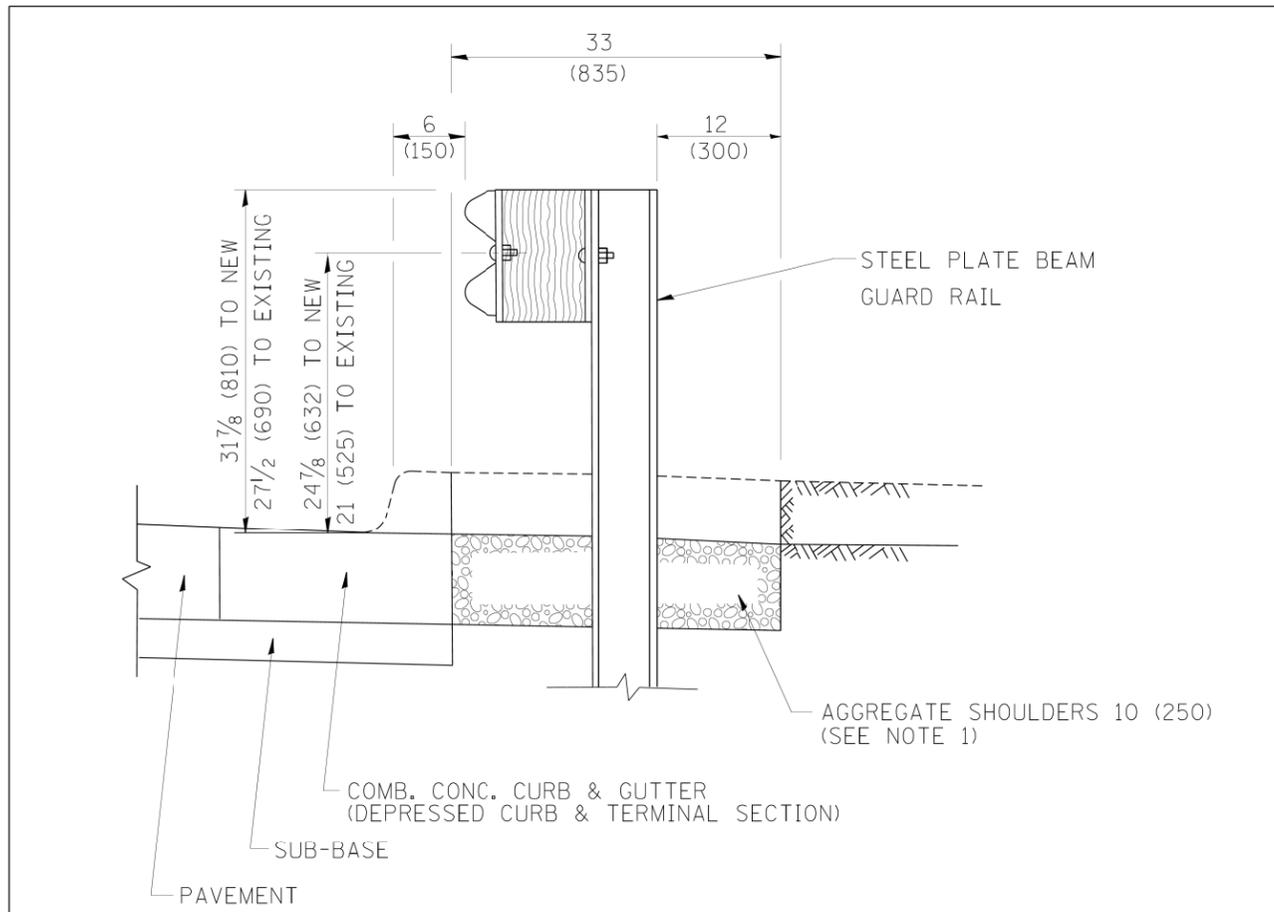 33
(835)
6
(150)
12
(300)
31⅞ (810) TO NEW
27½ (690) TO EXISTING
24⅞ (632) TO NEW
21 (525) TO EXISTING
STEEL PLATE BEAM
GUARD RAIL
AGGREGATE SHOULDERS 10 (250)
(SEE NOTE 1)
COMB. CONC. CURB & GUTTER
(DEPRESSED CURB & TERMINAL SECTION)
SUB-BASE
PAVEMENT